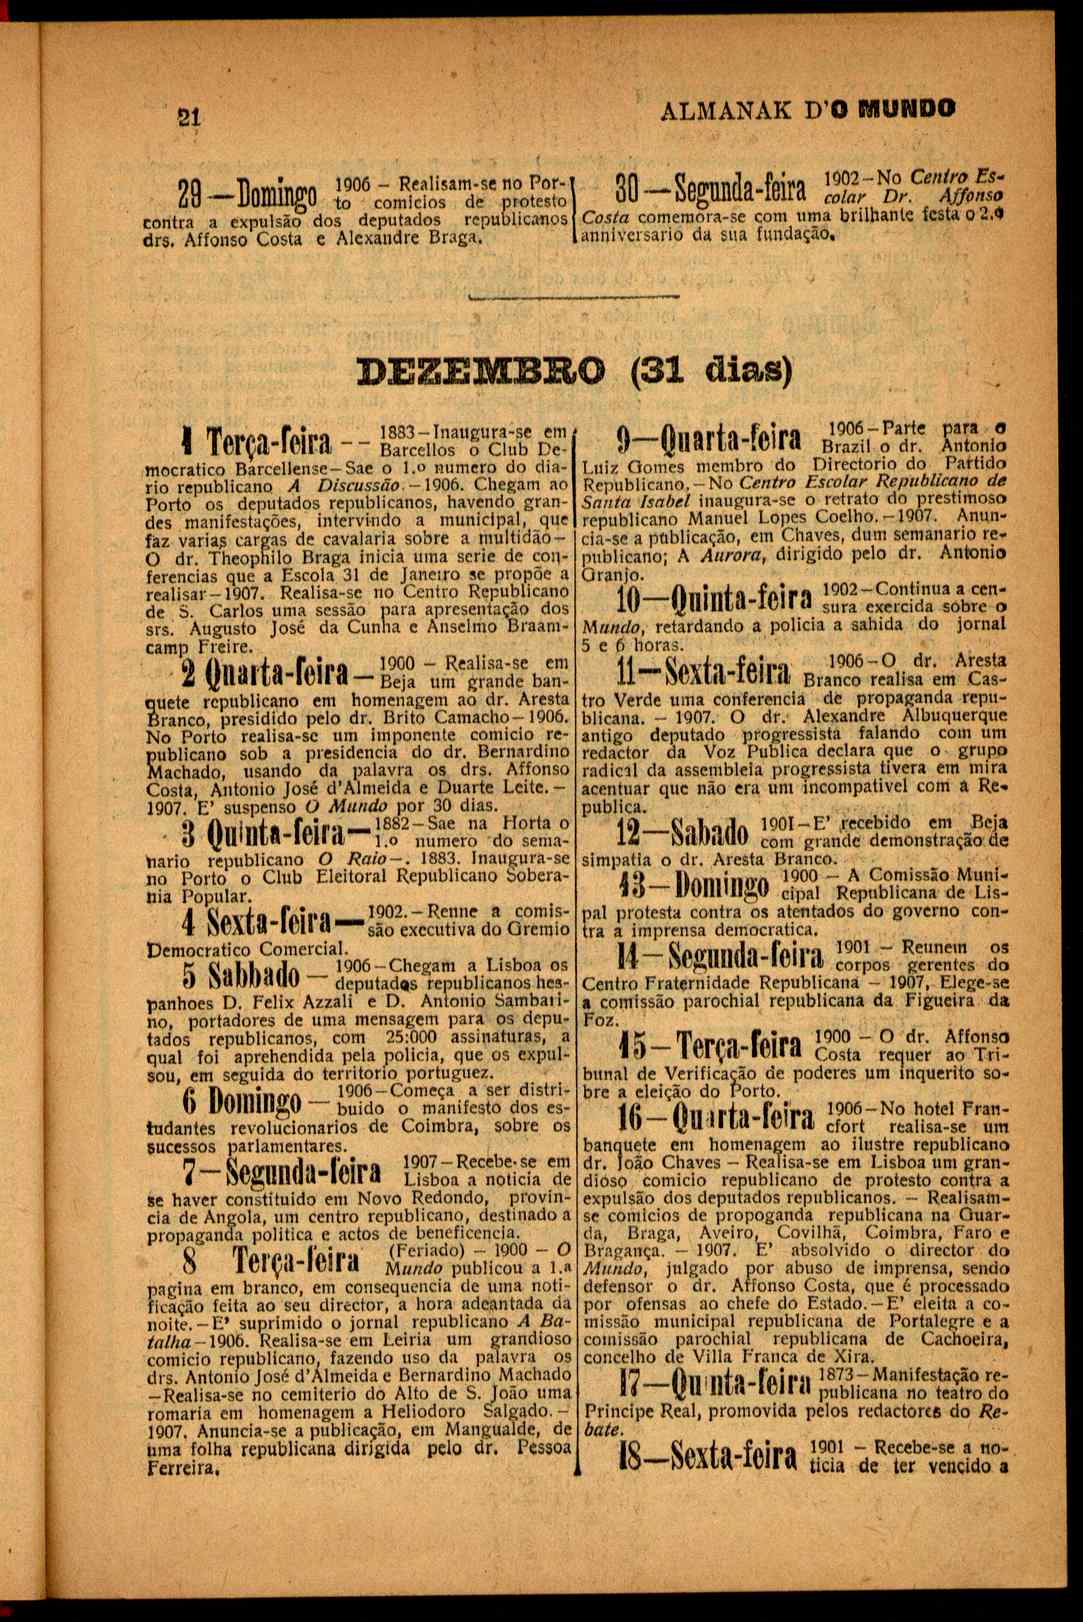 21
ALMANAK D'O MUNDO
29—Domingo 1906 — Realisam-se no Por-
to comicios de protesto
contra a expulsão dos deputados republicanos
drs. Affonso Costa e Alexandre Braga.
30—Segunda-feira 1902—No Centro Es-
colar Dr. Affonso
Costa comemora-se com uma brilhante festa o 2.º
anniversario da sua fundação.
DEZEMBRO (31 dias)
1 Terça-feira -- 1883—Inaugura-se em
Barcellos o Club De-
mocratico Barcellense—Sae o 1.º numero do dia-
rio republicano A Discussão.—1906. Chegam ao
Porto os deputados republicanos, havendo gran-
des manifestações, intervindo a municipal, que
faz varias cargas de cavalaria sobre a multidão—
O dr. Theophilo Braga inicia uma serie de con-
ferencias que a Escola 31 de Janeiro se propõe a
realisar—1907. Realisa-se no Centro Republicano
de S. Carlos uma sessão para apresentação dos
srs. Augusto José da Cunha e Anselmo Braam-
camp Freire.
2 Quarta-feira— 1900 — Realisa-se em
Beja um grande ban-
quete republicano em homenagem ao dr. Aresta
Branco, presidido pelo dr. Brito Camacho—1906.
No Porto realisa-se um imponente comicio re-
publicano sob a presidencia do dr. Bernardino
Machado, usando da palavra os drs. Affonso
Costa, Antonio José d'Almeida e Duarte Leite.—
1907. E' suspenso O Mundo por 30 dias.
3 Quinta-feira— 1882—Sae na Horta o
1.º numero do sema-
nario republicano O Raio—. 1883. Inaugura-se
no Porto o Club Eleitoral Republicano Sobera-
nia Popular.
4 Sexta-feira— 1902.—Renne a comis-
são executiva do Gremio
Democratico Comercial.
5 Sabbado — 1906—Chegam a Lisboa os
deputados republicanos hes-
panhoes D. Felix Azzali e D. Antonio Sambari-
no, portadores de uma mensagem para os depu-
tados republicanos, com 25:000 assinaturas, a
qual foi aprehendida pela policia, que os expul-
sou, em seguida do territorio portuguez.
6 Domingo — 1906—Começa a ser distri-
buido o manifesto dos es-
tudantes revolucionarios de Coimbra, sobre os
sucessos parlamentares.
7—Segunda-feira 1907—Recebe-se em
Lisboa a noticia de
se haver constituido em Novo Redondo, provin-
cia de Angola, um centro republicano, destinado a
propaganda politica e actos de beneficencia.
8 Terça-feira (Feriado) — 1900 — O
Mundo publicou a 1.ª
pagina em branco, em consequencia de uma noti-
ficação feita ao seu director, a hora adeantada da
noite.—E' suprimido o jornal republicano A Ba-
talha—1906. Realisa-se em Leiria um grandioso
comicio republicano, fazendo uso da palavra os
drs. Antonio José d'Almeida e Bernardino Machado
—Realisa-se no cemiterio do Alto de S. João uma
romaria em homenagem a Heliodoro Salgado.—
1907. Anuncia-se a publicação, em Mangualde, de
uma folha republicana dirigida pelo dr. Pessoa
Ferreira.
9—Quarta-feira 1906—Parte para o
Brazil o dr. Antonio
Luiz Gomes membro do Directorio do Partido
Republicano.—No Centro Escolar Republicano de
Santa Isabel inaugura-se o retrato do prestimoso
republicano Manuel Lopes Coelho.—1907. Anun-
cia-se a publicação, em Chaves, dum semanario re-
publicano; A Aurora, dirigido pelo dr. Antonio
Granjo.
10—Quinta-feira 1902—Continua a cen-
sura exercida sobre o
Mundo, retardando a policia a sahida do jornal
5 e 6 horas.
11—Sexta-feira 1906—O dr. Aresta
Branco realisa em Cas-
tro Verde uma conferencia de propaganda repu-
blicana. — 1907. O dr. Alexandre Albuquerque
antigo deputado progressista falando com um
redactor da Voz Publica declara que o grupo
radical da assembleia progressista tivera em mira
acentuar que não era um incompativel com a Re-
publica.
12—Sabado 1901—E' recebido em Beja
com grande demonstração de
simpatia o dr. Aresta Branco.
13—Domingo 1900 — A Comissão Muni-
cipal Republicana de Lis-
pal protesta contra os atentados do governo con-
tra a imprensa democratica.
14—Segunda-feira 1901 — Reunem os
corpos gerentes do
Centro Fraternidade Republicana — 1907, Elege-se
a comissão parochial republicana da Figueira da
Foz.
15—Terça-feira 1900 — O dr. Affonso
Costa requer ao Tri-
bunal de Verificação de poderes um inquerito so-
bre a eleição do Porto.
16—Quarta-feira 1906—No hotel Fran-
cfort realisa-se um
banquete em homenagem ao ilustre republicano
dr. João Chaves — Realisa-se em Lisboa um gran-
dioso comicio republicano de protesto contra a
expulsão dos deputados republicanos. — Realisam-
se comicios de propoganda republicana na Guar-
da, Braga, Aveiro, Covilhã, Coimbra, Faro e
Bragança. — 1907. E' absolvido o director do
Mundo, julgado por abuso de imprensa, sendo
defensor o dr. Affonso Costa, que é processado
por ofensas ao chefe do Estado.—E' eleita a co-
missão municipal republicana de Portalegre e a
comissão parochial republicana de Cachoeira,
concelho de Villa Franca de Xira.
17—Quinta-feira 1873—Manifestação re-
publicana no teatro do
Principe Real, promovida pelos redactores do Re-
bate.
18—Sexta-feira 1901 — Recebe-se a no-
ticia de ter vencido a